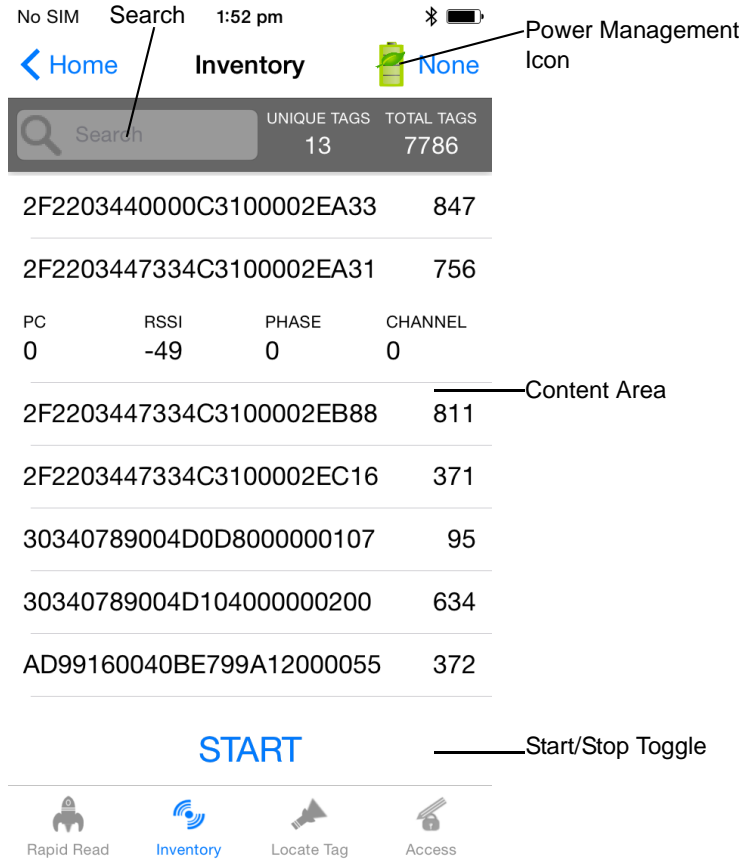 No SIM Search 1:52 pm
Power Management
Icon
Home Inventory None
Search UNIQUE TAGS TOTAL TAGS
13 7786
2F2203440000C3100002EA33 847
2F2203447334C3100002EA31 756
PC RSSI PHASE CHANNEL
0 -49 0 0
Content Area
2F2203447334C3100002EB88 811
2F2203447334C3100002EC16 371
30340789004D0D8000000107 95
30340789004D104000000200 634
AD99160040BE799A12000055 372
START Start/Stop Toggle
Rapid Read Inventory Locate Tag Access